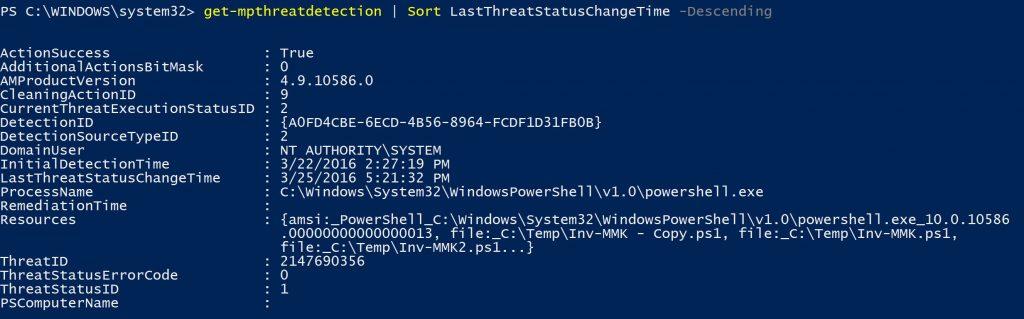 PS C:\WINDOWS\system32> get-mpthreatdetection | Sort LastThreatStatusChangeTime -Descending
ActionSuccess : True
AdditionalActionsBitMask : 0
AMProductVersion : 4.9.10586.0
CleaningActionID : 9
CurrentThreatExecutionStatusID : 2
DetectionID : {A0FD4CBE-6ECD-4B56-8964-FCDF1D31FB0B}
DetectionSourceTypeID : 2
DomainUser : NT AUTHORITY\SYSTEM
InitialDetectionTime : 3/22/2016 2:27:19 PM
LastThreatStatusChangeTime : 3/25/2016 5:21:32 PM
ProcessName : C:\Windows\System32\WindowsPowerShell\v1.0\powershell.exe
RemediationTime :
Resources : {amsi:_PowerShell_C:\Windows\System32\WindowsPowerShell\v1.0\powershell.exe_10.0.10586
.00000000000000013, file:_C:\Temp\Inv-MMK - Copy.ps1, file:_C:\Temp\Inv-MMK.ps1,
file:_C:\Temp\Inv-MMK2.ps1...}
ThreatID : 2147690356
ThreatStatusErrorCode : 0
ThreatStatusID : 1
PSComputerName :